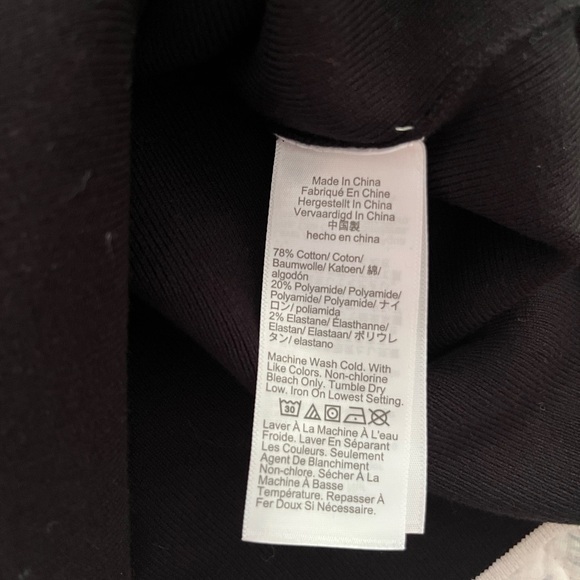 Made In China
Fabriqué En Chine
Hergestellt In China
Vervaardigd In China
中国製
hecho en china
78% Cotton/ Coton/
Baumwolle/ Katoen/ 綿/
algodón
20% Polyamide/ Polyamide/
Polyamide/ Polyamide/ ナイ
ロン/ poliamida
2% Elastane/ Élasthanne/
Elastan/ Elastaan/ ポリウレ
タン/ elastano
Machine Wash Cold. With
Like Colors. Non-chlorine
Bleach Only. Tumble Dry
Low. Iron On Lowest Setting.
30
Laver À La Machine À L'eau
Froide. Laver En Séparant
Les Couleurs. Seulement
Agent De Blanchiment
Non-chlore. Sécher À La
Machine À Basse
Température. Repasser À
Fer Doux Si Nécessaire.